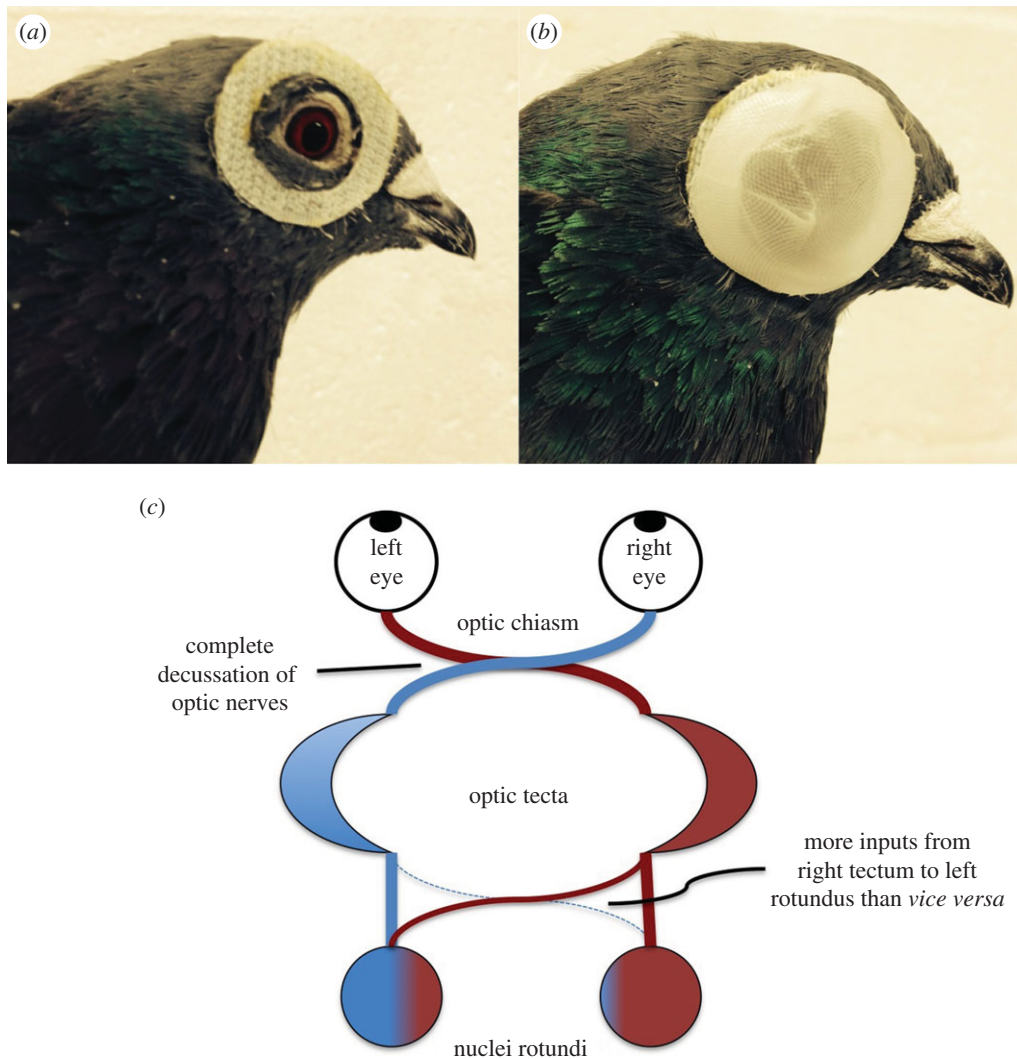 (a)
(b)
(c)
left
eye
right
eye
optic chiasm
complete
decussation of
optic nerves
optic tecta
more inputs from
right tectum to left
rotundus than vice versa
nuclei rotundi